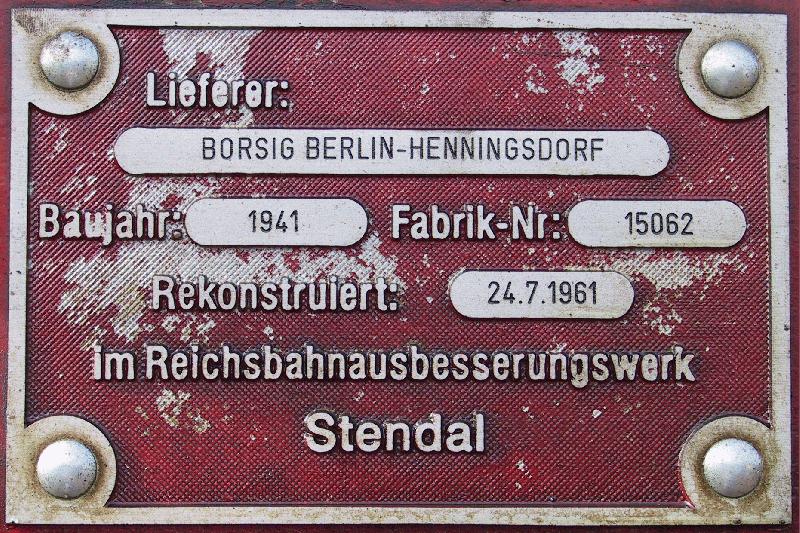 Lieferer:
BORSIG BERLIN-HENNINGSDORF
Baujahr: 1941 Fabrik-Nr: 15062
Rekonstruiert: 24.7.1961
im Reichsbahnausbesserungswerk
Stendal